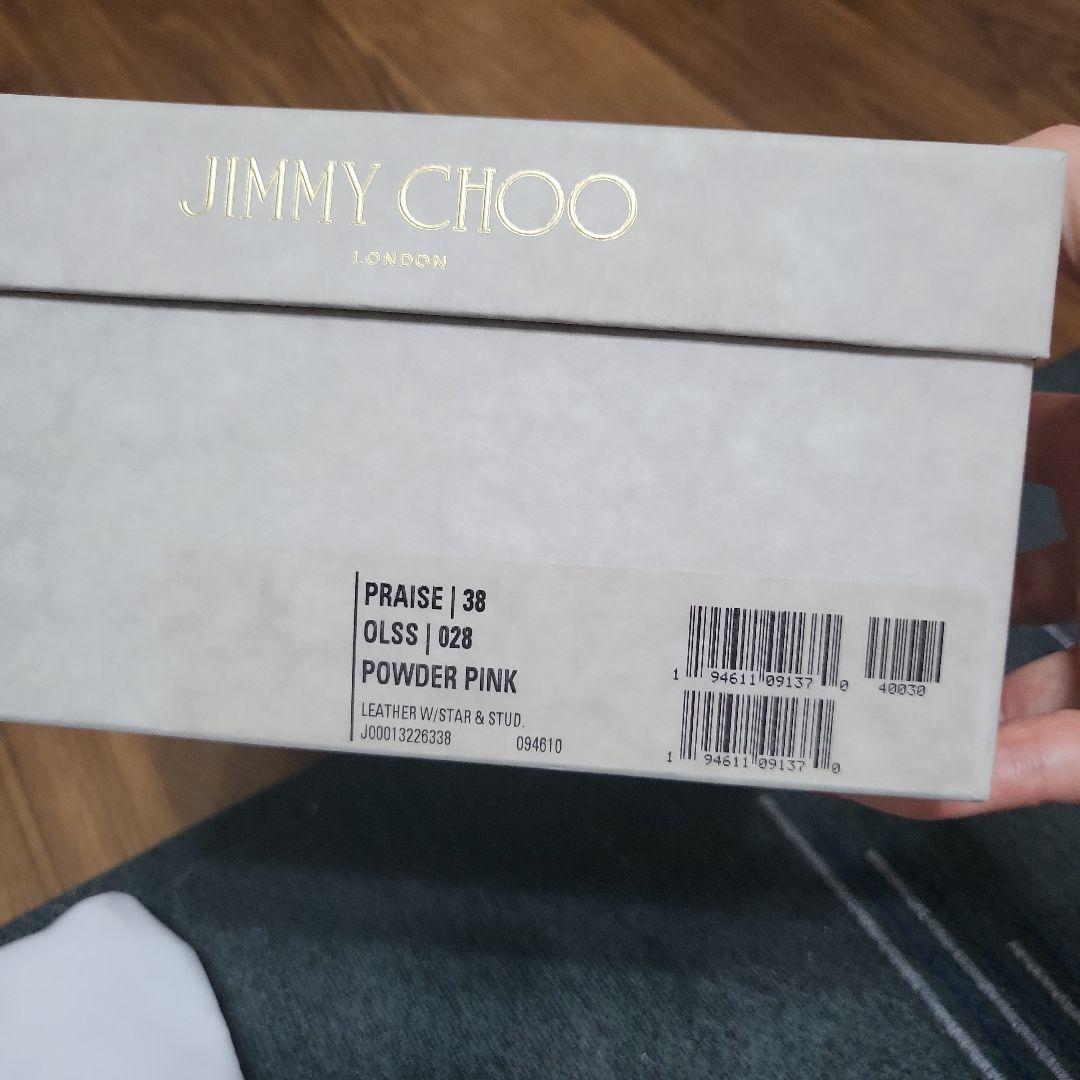 JIMMY CHOO
LONDON
PRAISE | 38
OLSS | 028
POWDER PINK
LEATHER W/STAR & STUD.
J00013226338 094610
1 94611 09137 0 40030
1 94611 09137 0